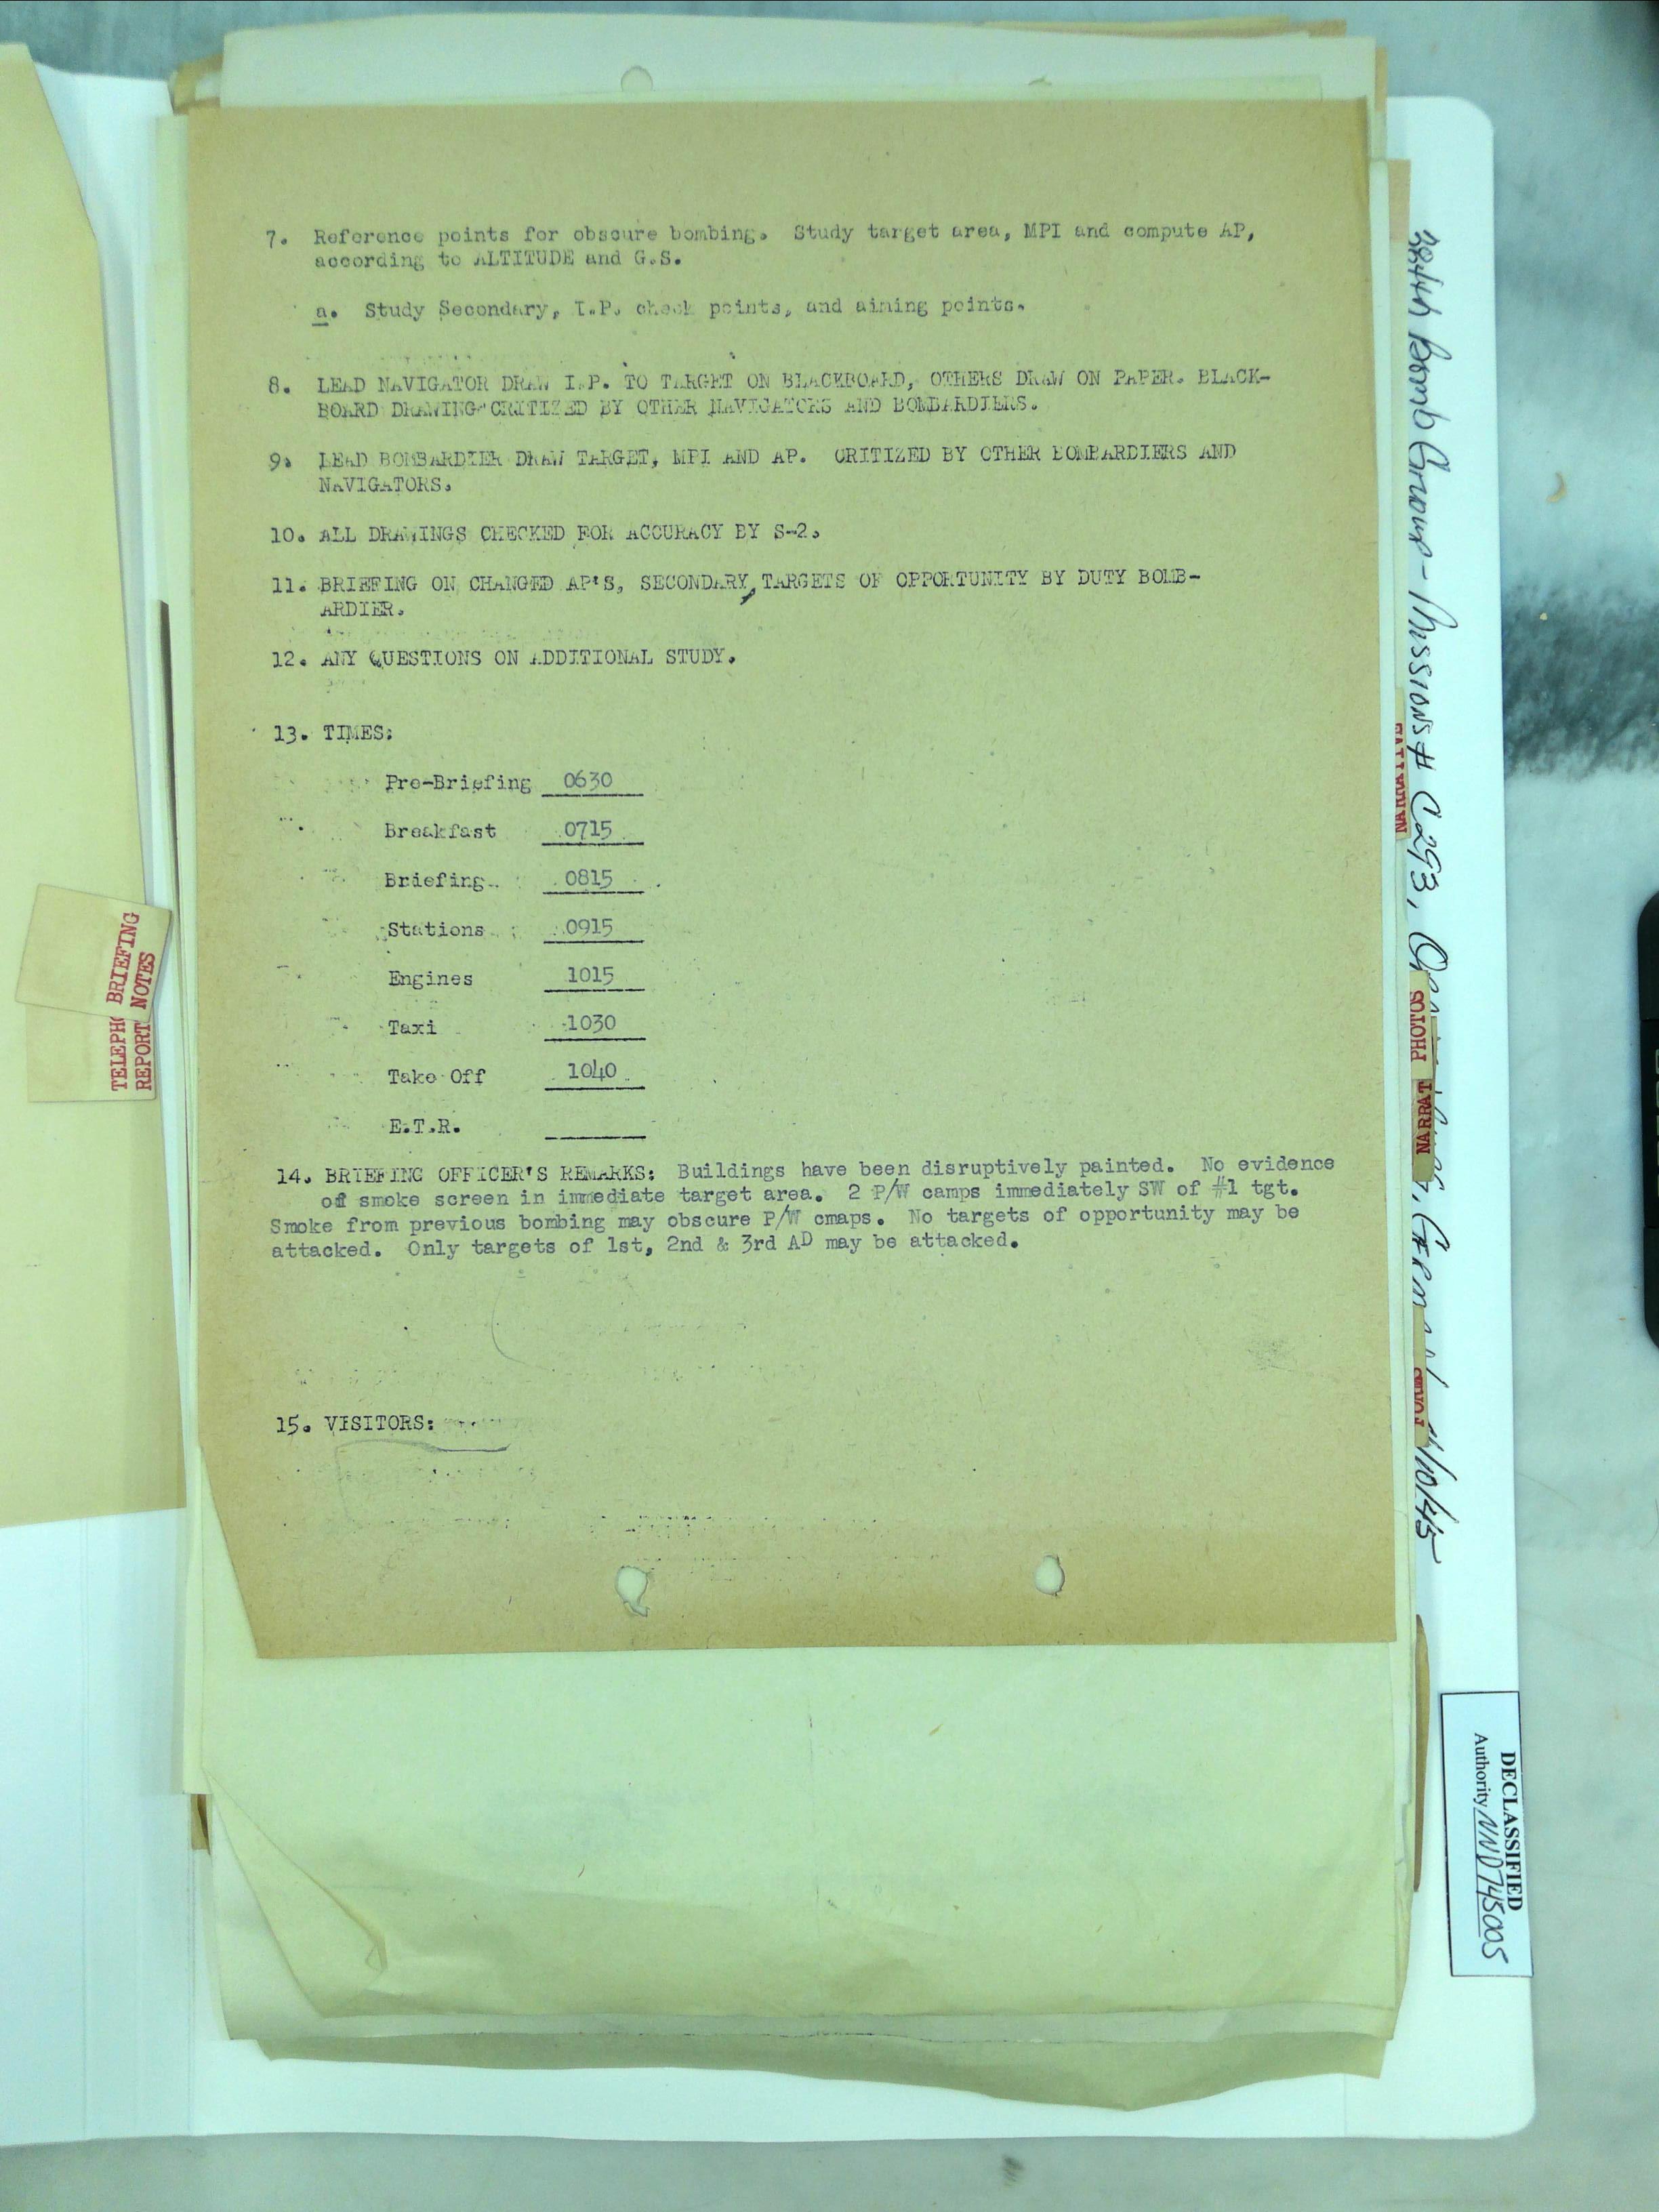 7. Reference points for obscure bombing. Study target area, MPI and compute AP,
according to ALTITUDE and G.S.
a. Study Secondary, I.P. check points, and aiming points.
8. LEAD NAVIGATOR DRAW I.P. TO TARGET ON BLACKBOARD, OTHERS DRAW ON PAPER. BLACK-
BOARD DRAWING CRITIZED BY OTHER NAVIGATORS AND BOMBARDIERS.
9. LEAD BOMBARDIER DRAW TARGET, MPI AND AP. CRITIZED BY OTHER BOMBARDIERS AND
NAVIGATORS.
10. ALL DRAWINGS CHECKED FOR ACCURACY BY S-2.
11. BRIEFING ON CHANGED AP'S, SECONDARY, TARGETS OF OPPORTUNITY BY DUTY BOMB-
ARDIER.
12. ANY QUESTIONS ON ADDITIONAL STUDY.
13. TIMES:
Pre-Briefing 0630
Breakfast 0715
Briefing 0815
Stations 0915
Engines 1015
Taxi 1030
Take Off 1040
E.T.R.
14. BRIEFING OFFICER'S REMARKS: Buildings have been disruptively painted. No evidence
of smoke screen in immediate target area. 2 P/W camps immediately SW of #1 tgt.
Smoke from previous bombing may obscure P/W cmaps. No targets of opportunity may be
attacked. Only targets of 1st, 2nd & 3rd AD may be attacked.
15. VISITORS:
BRIEFING
NOTES
TELEPH
REPORT
384th Bomb Group - Missions # C293,
4/10/45
NARRATIVE
PHOTOS
NARRAT
DECLASSIFIED
Authority NND745005